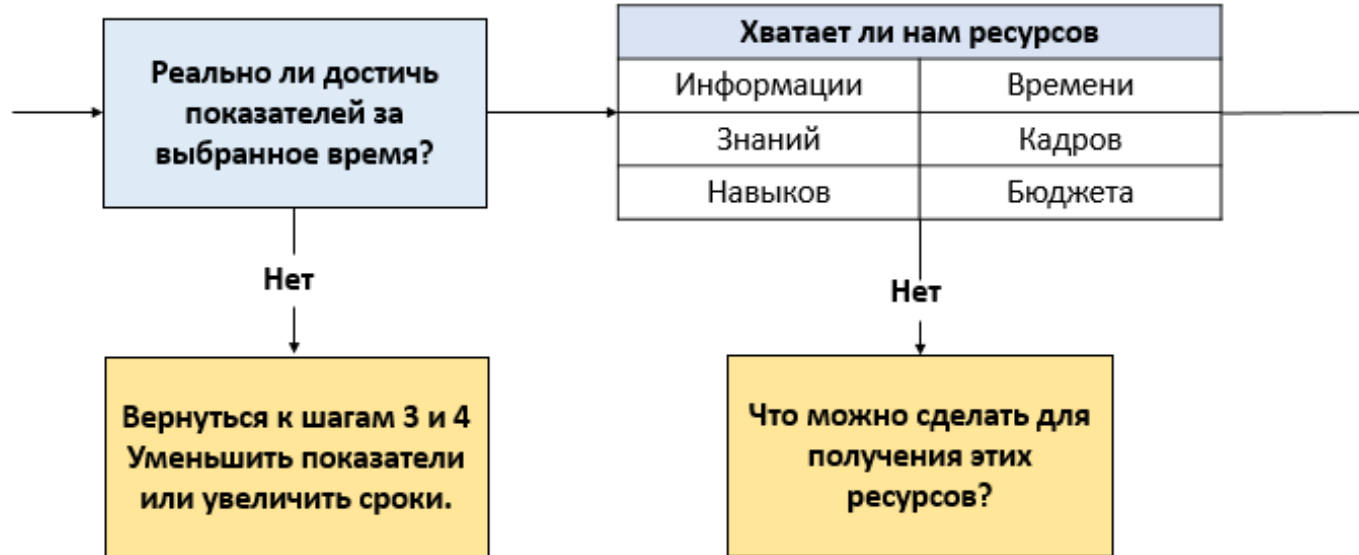 Реально ли достичь
показателей за
выбранное время?
Хватает ли нам ресурсов
Информации
Времени
Знаний
Кадров
Навыков
Бюджета
Нет
Нет
Вернуться к шагам 3 и 4
Уменьшить показатели
или увеличить сроки.
Что можно сделать для
получения этих
ресурсов?